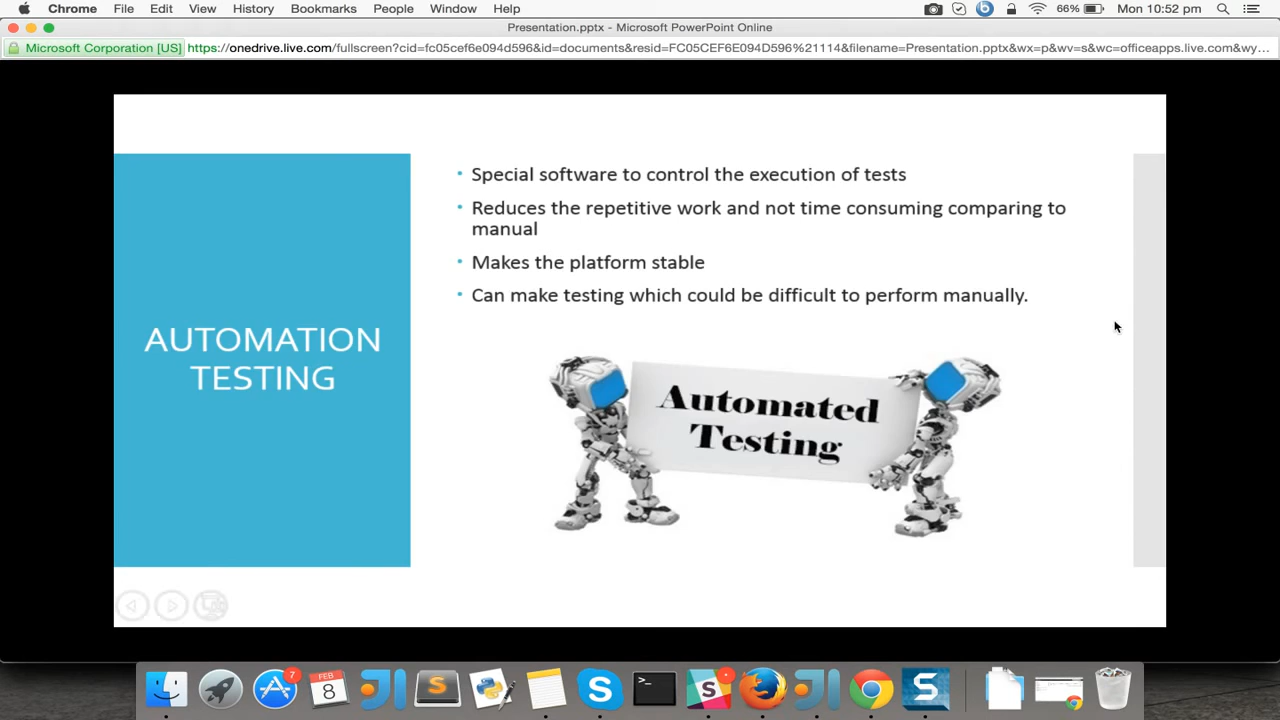 Chrome File Edit View History Bookmarks People Window Help 66% Mon 10:52 pm
Presentation.pptx - Microsoft PowerPoint Online
Microsoft Corporation [US] https://onedrive.live.com/fullscreen?cid=fc05cef6e094d596&id=documents&resid=FC05CEF6E094D596%21114&filename=Presentation.pptx&wx=p&wv=s&wc=officeapps.live.com&wy...
AUTOMATION
TESTING
• Special software to control the execution of tests
• Reduces the repetitive work and not time consuming comparing to
manual
• Makes the platform stable
• Can make testing which could be difficult to perform manually.
Automated
Testing
7
FEB
8
S
S
>_
S
S